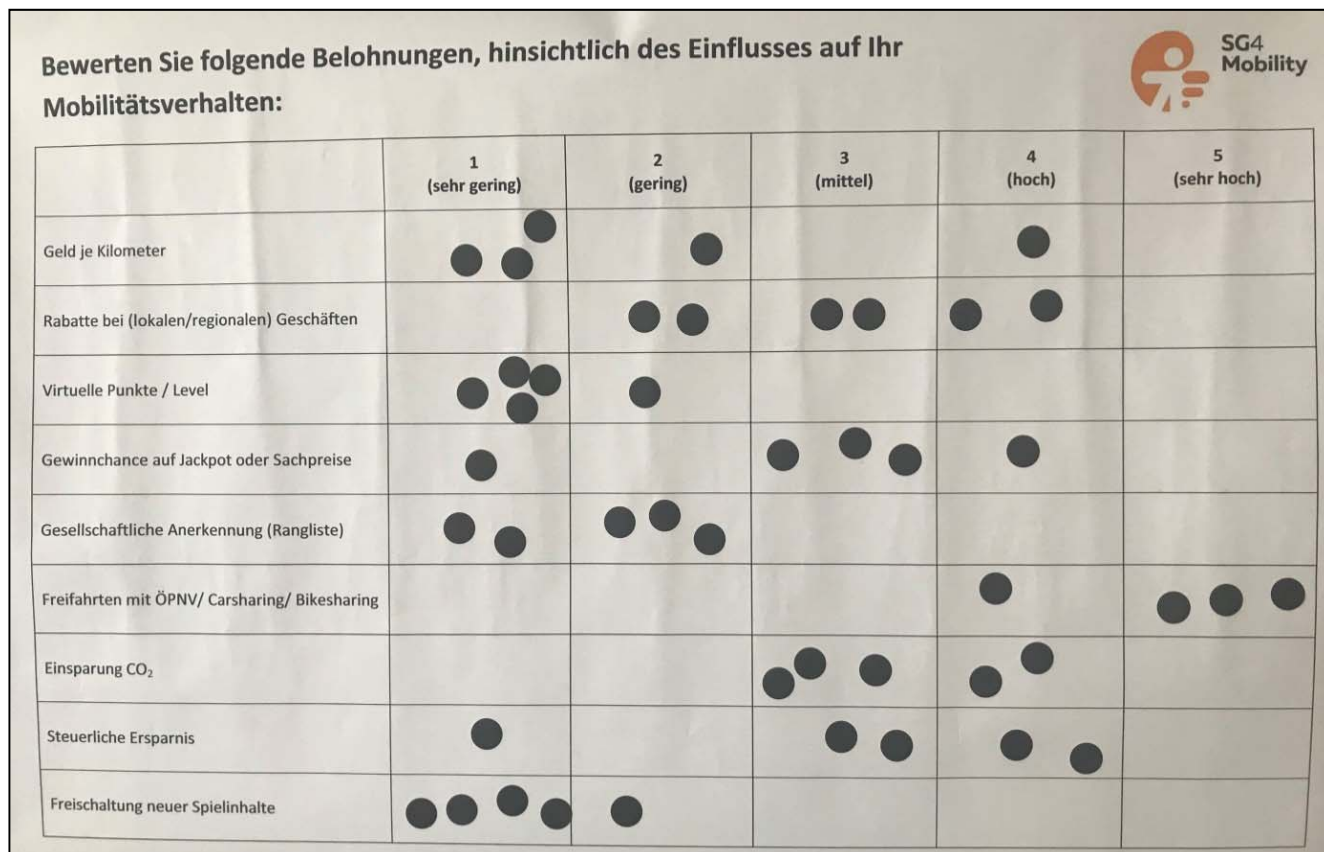 Bewerten Sie folgende Belohnungen, hinsichtlich des Einflusses auf Ihr
Mobilitätsverhalten:
SG4
Mobility
1
(sehr gering)
2
(gering)
3
(mittel)
4
(hoch)
5
(sehr hoch)
Geld je Kilometer
Rabatte bei (lokalen/regionalen) Geschäften
Virtuelle Punkte / Level
Gewinnchance auf Jackpot oder Sachpreise
Gesellschaftliche Anerkennung (Rangliste)
Freifahrten mit ÖPNV/ Carsharing/ Bikesharing
Einsparung CO₂
Steuerliche Ersparnis
Freischaltung neuer Spielinhalte